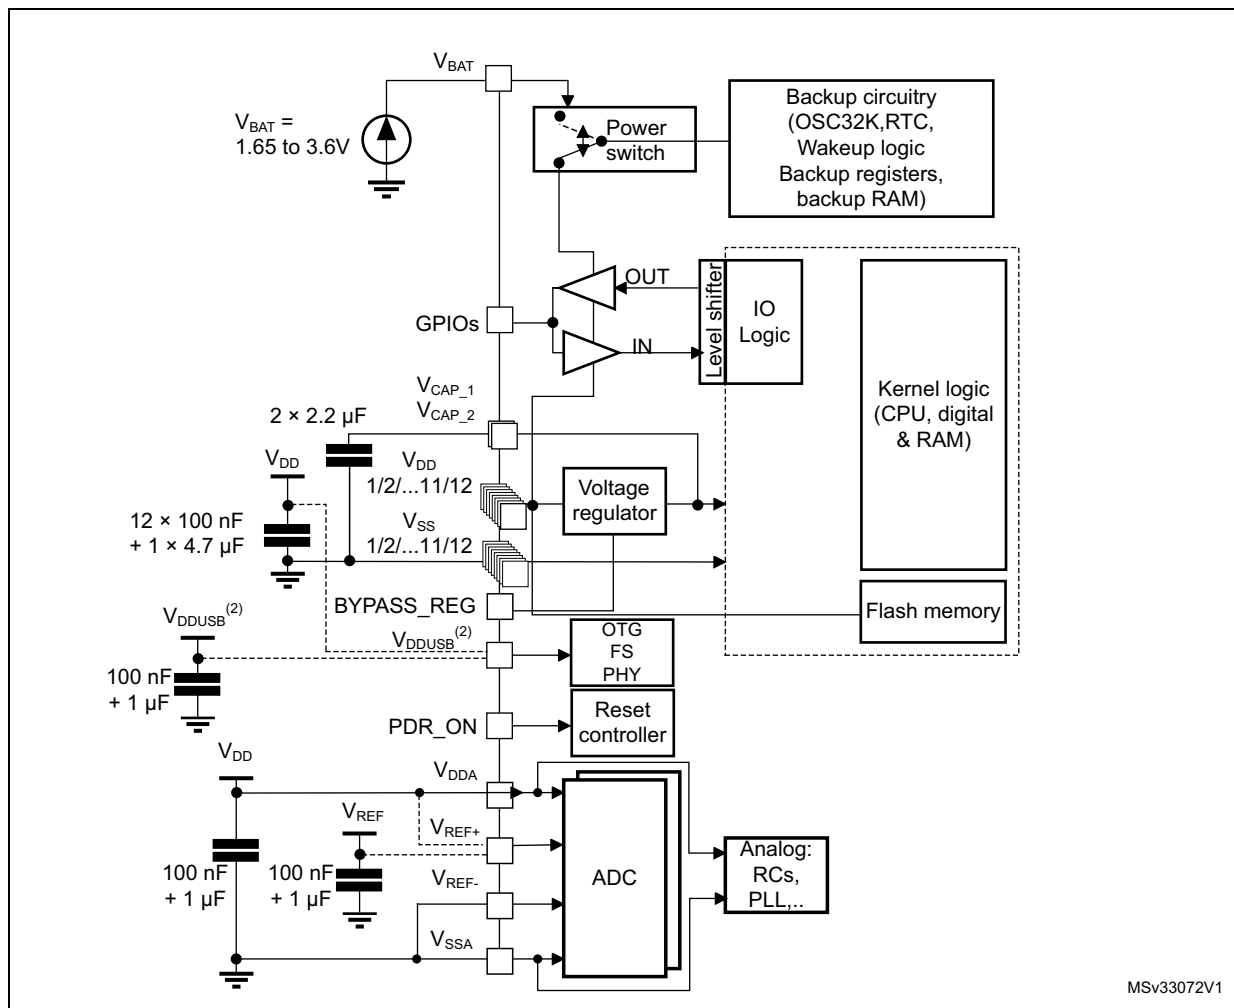 VBAT
VBAT =
1.65 to 3.6V
Power
switch
Backup circuitry
(OSC32K,RTC,
Wakeup logic
Backup registers,
backup RAM)
OUT
GPIOs
IN
Level shifter
IO
Logic
Kernel logic
(CPU, digital
& RAM)
VCAP_1
VCAP_2
2 × 2.2 µF
VDD
VDD
1/2/...11/12
Voltage
regulator
12 × 100 nF
+ 1 × 4.7 µF
VSS
1/2/...11/12
BYPASS_REG
Flash memory
VDDUSB(2)
VDDUSB(2)
OTG
FS
PHY
100 nF
+ 1 µF
PDR_ON
Reset
controller
VDD
VDDA
VREF
VREF+
100 nF
+ 1 µF
100 nF
+ 1 µF
VREF-
ADC
Analog:
RCs,
PLL,..
VSSA
MSv33072V1